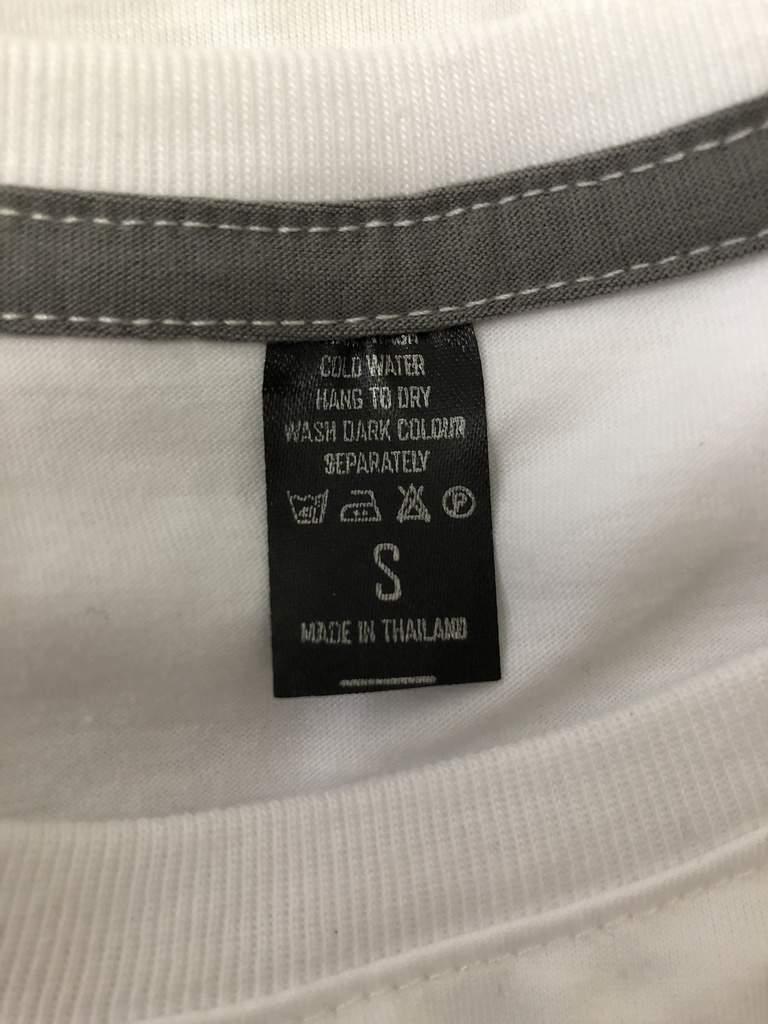 COLD WATER
HANG TO DRY
WASH DARK COLOUR
SEPARATELY
P
S
MADE IN THAILAND